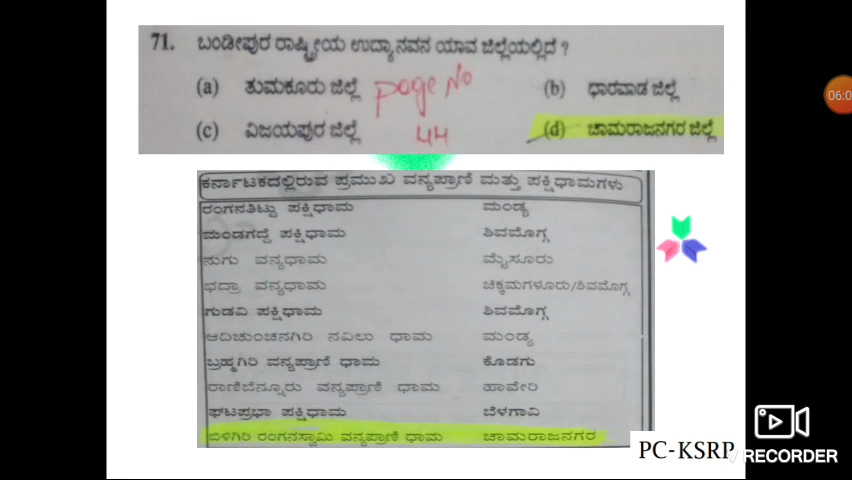 71. ಬಂಡೀಪುರ ರಾಷ್ಟ್ರೀಯ ಉದ್ಯಾನವನ ಯಾವ ಜಿಲ್ಲೆಯಲ್ಲಿದೆ ?
(a) ತುಮಕೂರು ಜಿಲ್ಲೆ page No (b) ಧಾರವಾಡ ಜಿಲ್ಲೆ
(c) ವಿಜಯಪುರ ಜಿಲ್ಲೆ 44 (d) ಚಾಮರಾಜನಗರ ಜಿಲ್ಲೆ
06:0
ಕರ್ನಾಟಕದಲ್ಲಿರುವ ಪ್ರಮುಖ ವನ್ಯಪ್ರಾಣಿ ಮತ್ತು ಪಕ್ಷಿಧಾಮಗಳು
ರಂಗನತಿಟ್ಟು ಪಕ್ಷಿಧಾಮ ಮಂಡ್ಯ
ಮಂಡಗದ್ದೆ ಪಕ್ಷಿಧಾಮ ಶಿವಮೊಗ್ಗ
ನುಗು ವನ್ಯಧಾಮ ಮೈಸೂರು
ಭದ್ರಾ ವನ್ಯಧಾಮ ಚಿಕ್ಕಮಗಳೂರು/ಶಿವಮೊಗ್ಗ
ಗುಡವಿ ಪಕ್ಷಿಧಾಮ ಶಿವಮೊಗ್ಗ
ಆದಿಚುಂಚನಗಿರಿ ನವಿಲು ಧಾಮ ಮಂಡ್ಯ
ಬ್ರಹ್ಮಗಿರಿ ವನ್ಯಪ್ರಾಣಿ ಧಾಮ ಕೊಡಗು
ರಾಣಿಬೆನ್ನೂರು ವನ್ಯಪ್ರಾಣಿ ಧಾಮ ಹಾವೇರಿ
ಘಟಪ್ರಭಾ ಪಕ್ಷಿಧಾಮ ಬೆಳಗಾವಿ
ಬಿಳಿಗಿರಿ ರಂಗನಸ್ವಾಮಿ ವನ್ಯಪ್ರಾಣಿ ಧಾಮ ಚಾಮರಾಜನಗರ
PC-KSRP
RECORDER